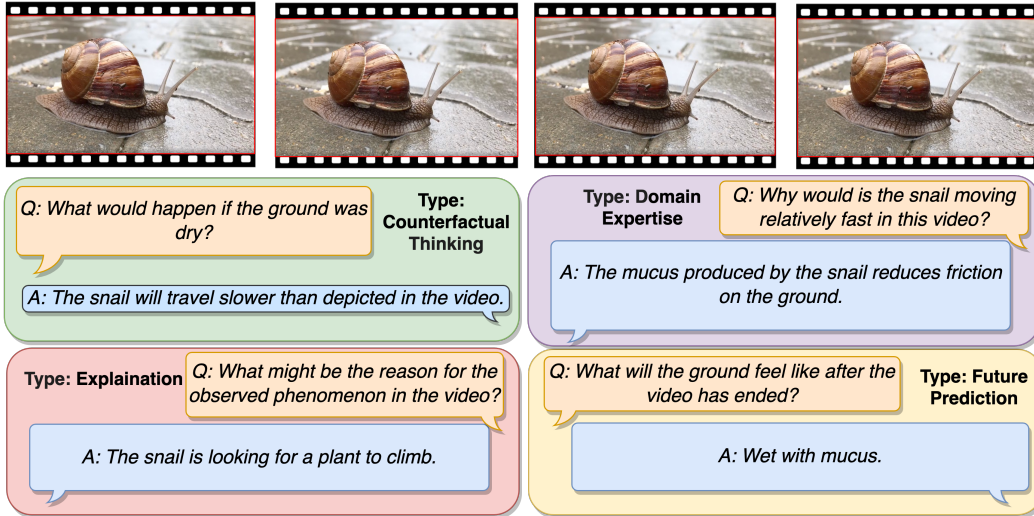 Q: What would happen if the ground was
dry?
Type:
Counterfactual
Thinking
A: The snail will travel slower than depicted in the video.
Type: Domain
Expertise
Q: Why would is the snail moving
relatively fast in this video?
A: The mucus produced by the snail reduces friction
on the ground.
Type: Explaination
Q: What might be the reason for the
observed phenomenon in the video?
A: The snail is looking for a plant to climb.
Q: What will the ground feel like after the
video has ended?
Type: Future
Prediction
A: Wet with mucus.